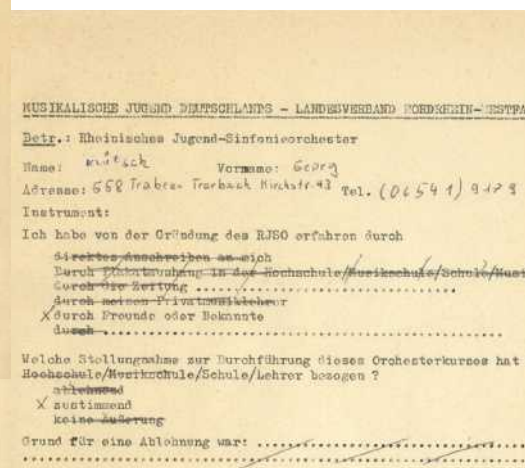 MUSIKALISCHE JUGEND DEUTSCHLANDS - LANDESVERBAND NORDRHEIN-WESTFA
Betr.: Rheinisches Jugend-Sinfonieorchester
Name: Vorname: Georg
Adresse: 558 Traben Trarbach Kirchstr. 43 Tel. (06541) 9179
Instrument:
Ich habe von der Gründung des RJSO erfahren durch
direktes Anschreiben an mich
Durch Plakataushang in der Hochschule/Musikschule/Schule/Musi
durch die Zeitung ........................................
durch meinen Privatmusiklehrer
X durch Freunde oder Bekannte
durch ........................................
Welche Stellungnahme zur Durchführung dieses Orchesterkurses hat
Hochschule/Musikschule/Schule/Lehrer bezogen ?
ablehnend
X zustimmend
keine Äußerung
Grund für eine Ablehnung war: ........................................